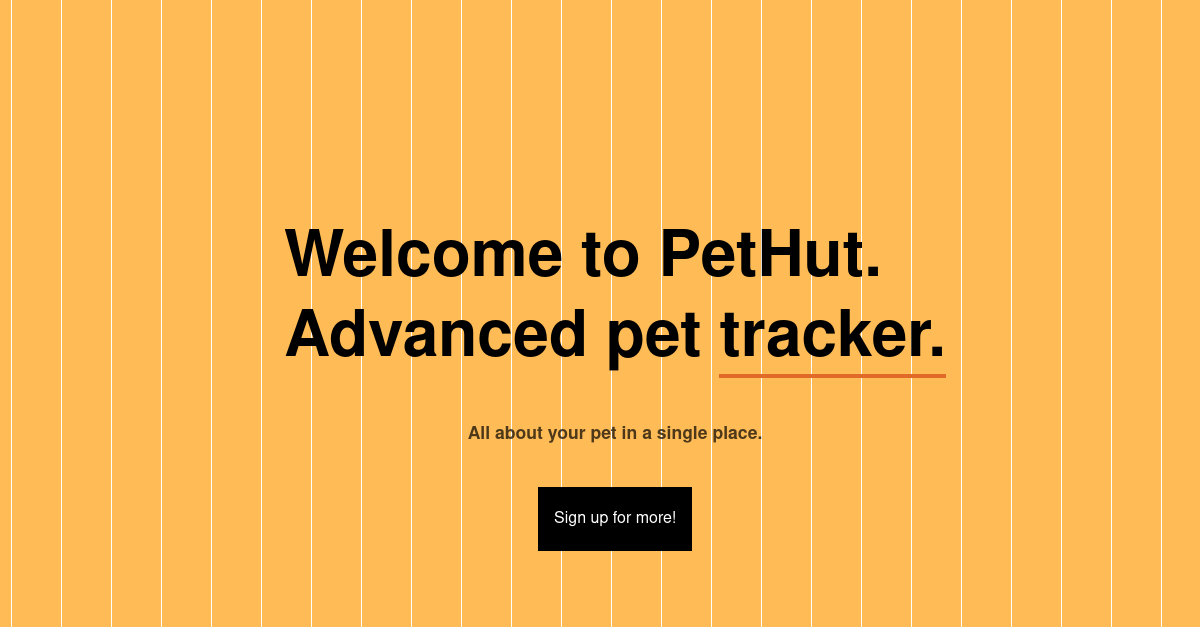 Welcome to PetHut.
Advanced pet tracker.
All about your pet in a single place.
Sign up for more!